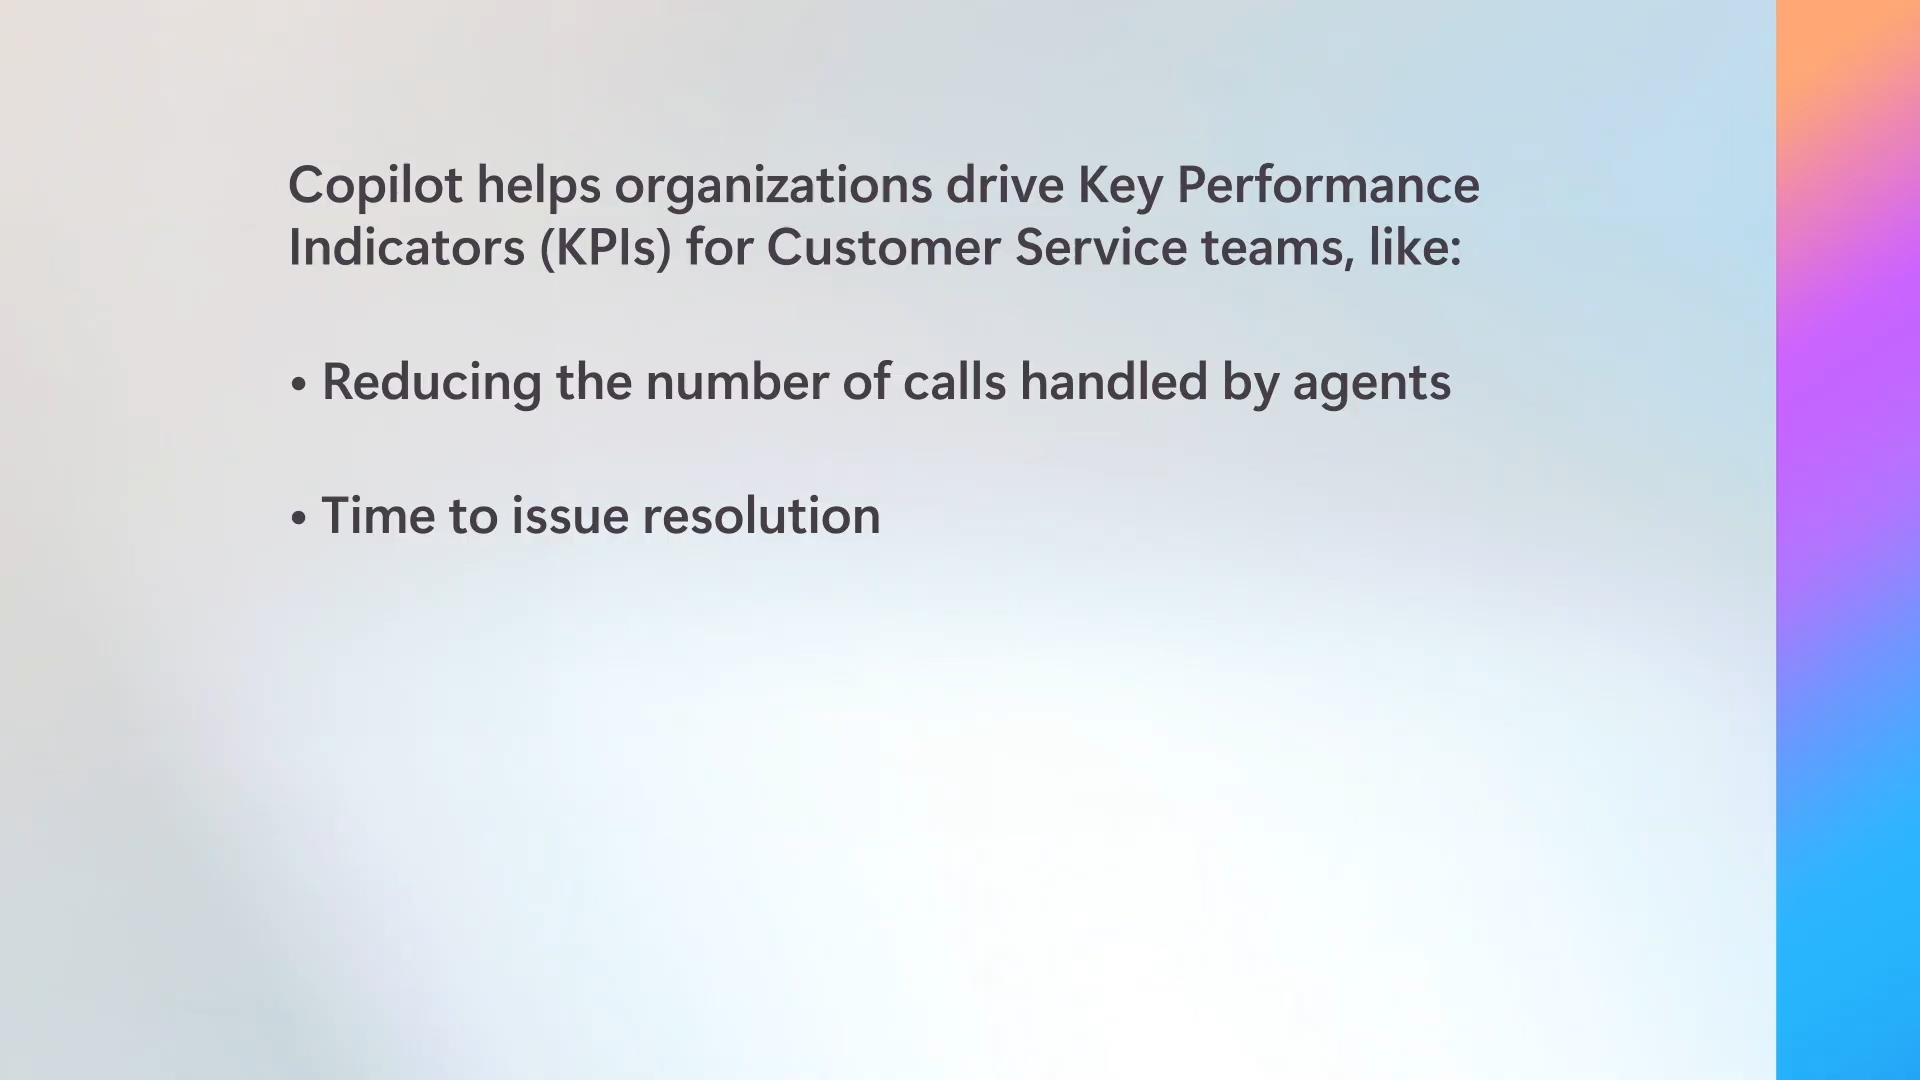 Copilot helps organizations drive Key Performance
Indicators (KPIs) for Customer Service teams, like:
• Reducing the number of calls handled by agents
• Time to issue resolution